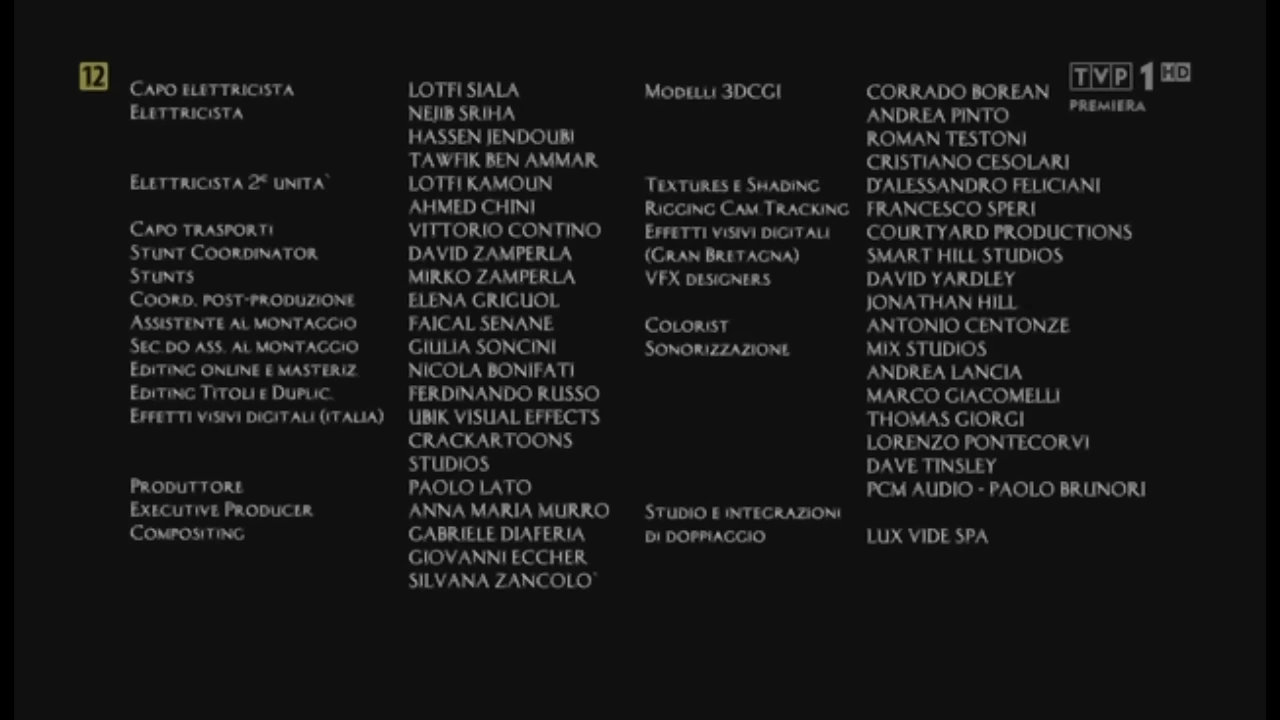 12
TVP 1 HD
PREMIERA
Capo elettricista LOTFI SIALA
Elettricista NEJIB SRIHA
HASSEN JENDOUBI
TAWFIK BEN AMMAR
Elettricista 2ᵉ unita` LOTFI KAMOUN
AHMED CHINI
Capo trasporti VITTORIO CONTINO
Stunt Coordinator DAVID ZAMPERLA
Stunts MIRKO ZAMPERLA
Coord. post-produzione ELENA GRIGUOL
Assistente al montaggio FAICAL SENANE
Sec.do ass. al montaggio GIULIA SONCINI
Editing online e masteriz. NICOLA BONIFATI
Editing Titoli e Duplic. FERDINANDO RUSSO
Effetti visivi digitali (italia) UBIK VISUAL EFFECTS
CRACKARTOONS
STUDIOS
Produttore PAOLO LATO
Executive Producer ANNA MARIA MURRO
Compositing GABRIELE DIAFERIA
GIOVANNI ECCHER
SILVANA ZANCOLO`
Modelli 3DCGI CORRADO BOREAN
ANDREA PINTO
ROMAN TESTONI
CRISTIANO CESOLARI
Textures e Shading D'ALESSANDRO FELICIANI
Rigging Cam.Tracking FRANCESCO SPERI
Effetti visivi digitali COURTYARD PRODUCTIONS
(Gran Bretagna) SMART HILL STUDIOS
VFX designers DAVID YARDLEY
JONATHAN HILL
Colorist ANTONIO CENTONZE
Sonorizzazione MIX STUDIOS
ANDREA LANCIA
MARCO GIACOMELLI
THOMAS GIORGI
LORENZO PONTECORVI
DAVE TINSLEY
PCM AUDIO - PAOLO BRUNORI
Studio e integrazioni
di doppiaggio LUX VIDE SPA